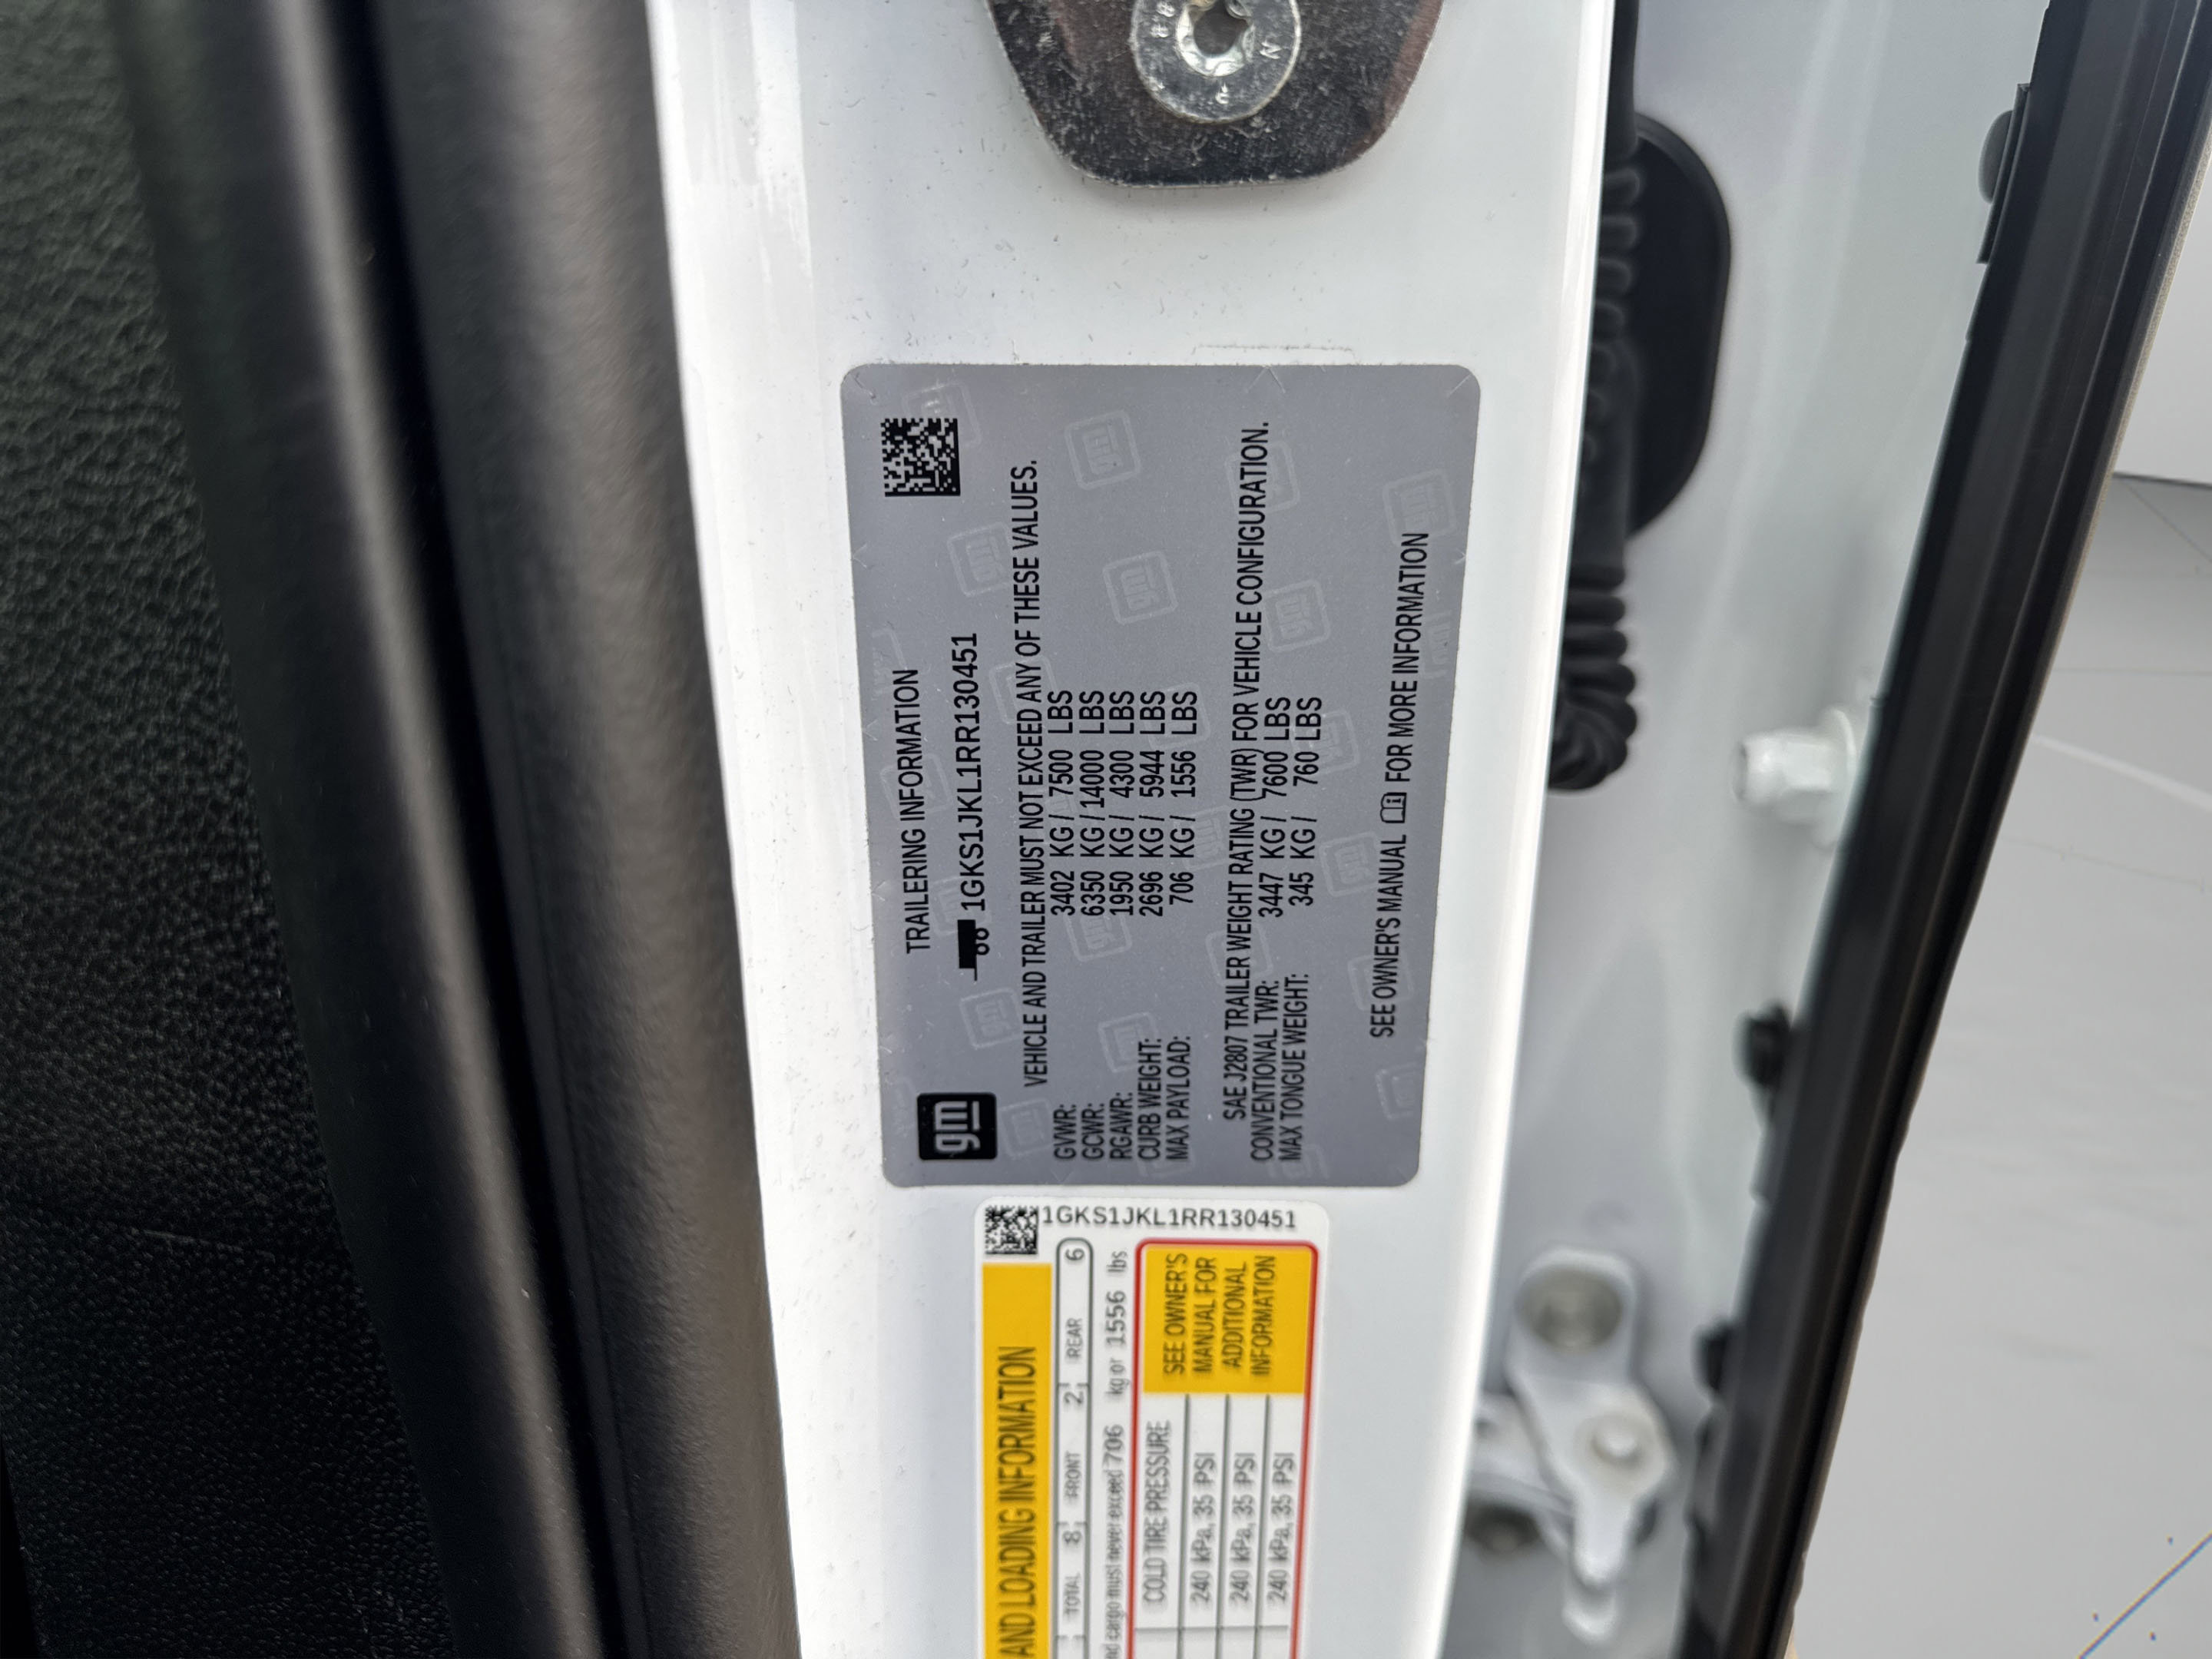 gm
TRAILERING INFORMATION
1GKS1JKL1RR130451
VEHICLE AND TRAILER MUST NOT EXCEED ANY OF THESE VALUES.
GVWR: 3402 KG / 7500 LBS
GCWR: 6350 KG / 14000 LBS
RGAWR: 1950 KG / 4300 LBS
CURB WEIGHT: 2696 KG / 5944 LBS
MAX PAYLOAD: 706 KG / 1556 LBS
SAE J2807 TRAILER WEIGHT RATING (TWR) FOR VEHICLE CONFIGURATION.
CONVENTIONAL TWR: 3447 KG / 7600 LBS
MAX TONGUE WEIGHT: 345 KG / 760 LBS
SEE OWNER'S MANUAL FOR MORE INFORMATION
1GKS1JKL1RR130451
AND LOADING INFORMATION
TOTAL 8 FRONT 2 REAR 6
and cargo must never exceed 706 kg or 1556 lbs
COLD TIRE PRESSURE
240 kPa, 35 PSI
240 kPa, 35 PSI
240 kPa, 35 PSI
SEE OWNER'S
MANUAL FOR
ADDITIONAL
INFORMATION